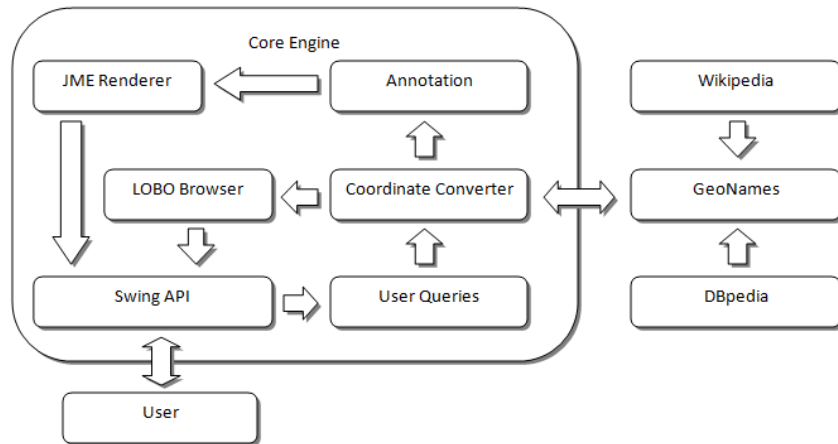 Core Engine
JME Renderer
Annotation
Wikipedia
LOBO Browser
Coordinate Converter
GeoNames
Swing API
User Queries
DBpedia
User